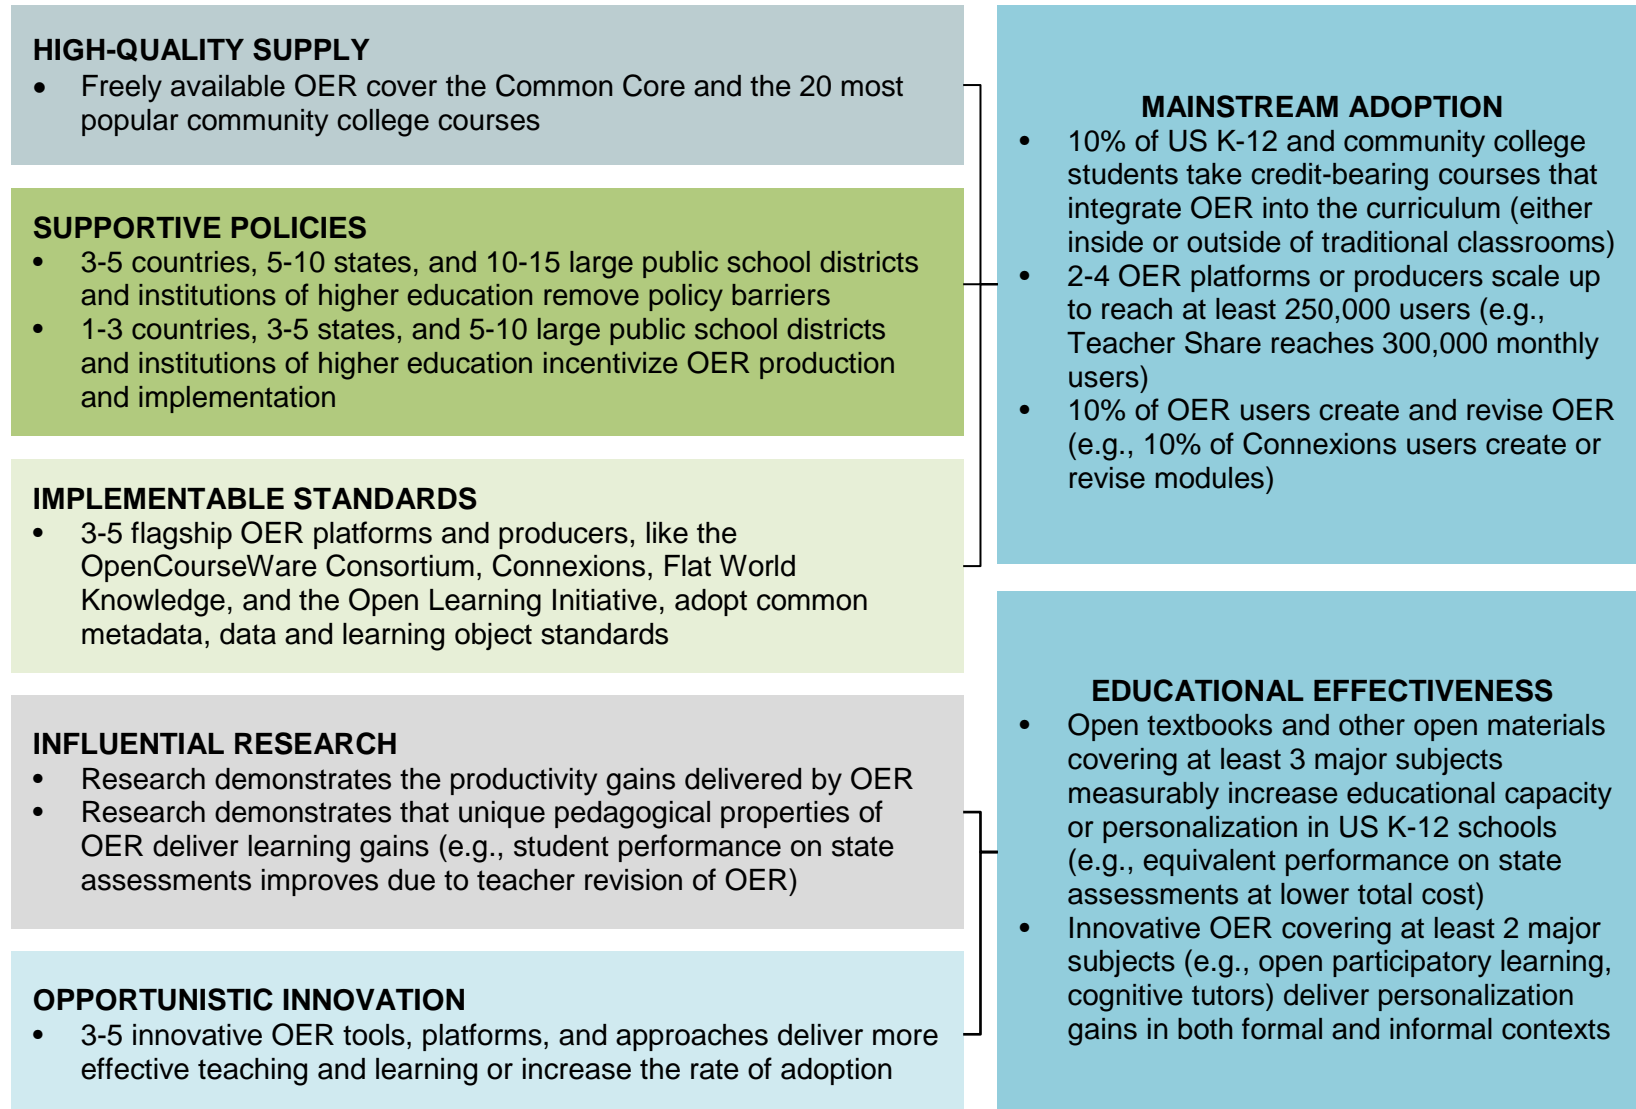 HIGH-QUALITY SUPPLY
• Freely available OER cover the Common Core and the 20 most
popular community college courses
SUPPORTIVE POLICIES
• 3-5 countries, 5-10 states, and 10-15 large public school districts
and institutions of higher education remove policy barriers
• 1-3 countries, 3-5 states, and 5-10 large public school districts
and institutions of higher education incentivize OER production
and implementation
IMPLEMENTABLE STANDARDS
• 3-5 flagship OER platforms and producers, like the
OpenCourseWare Consortium, Connexions, Flat World
Knowledge, and the Open Learning Initiative, adopt common
metadata, data and learning object standards
INFLUENTIAL RESEARCH
• Research demonstrates the productivity gains delivered by OER
• Research demonstrates that unique pedagogical properties of
OER deliver learning gains (e.g., student performance on state
assessments improves due to teacher revision of OER)
OPPORTUNISTIC INNOVATION
• 3-5 innovative OER tools, platforms, and approaches deliver more
effective teaching and learning or increase the rate of adoption
MAINSTREAM ADOPTION
• 10% of US K-12 and community college
students take credit-bearing courses that
integrate OER into the curriculum (either
inside or outside of traditional classrooms)
• 2-4 OER platforms or producers scale up
to reach at least 250,000 users (e.g.,
Teacher Share reaches 300,000 monthly
users)
• 10% of OER users create and revise OER
(e.g., 10% of Connexions users create or
revise modules)
EDUCATIONAL EFFECTIVENESS
• Open textbooks and other open materials
covering at least 3 major subjects
measurably increase educational capacity
or personalization in US K-12 schools
(e.g., equivalent performance on state
assessments at lower total cost)
• Innovative OER covering at least 2 major
subjects (e.g., open participatory learning,
cognitive tutors) deliver personalization
gains in both formal and informal contexts